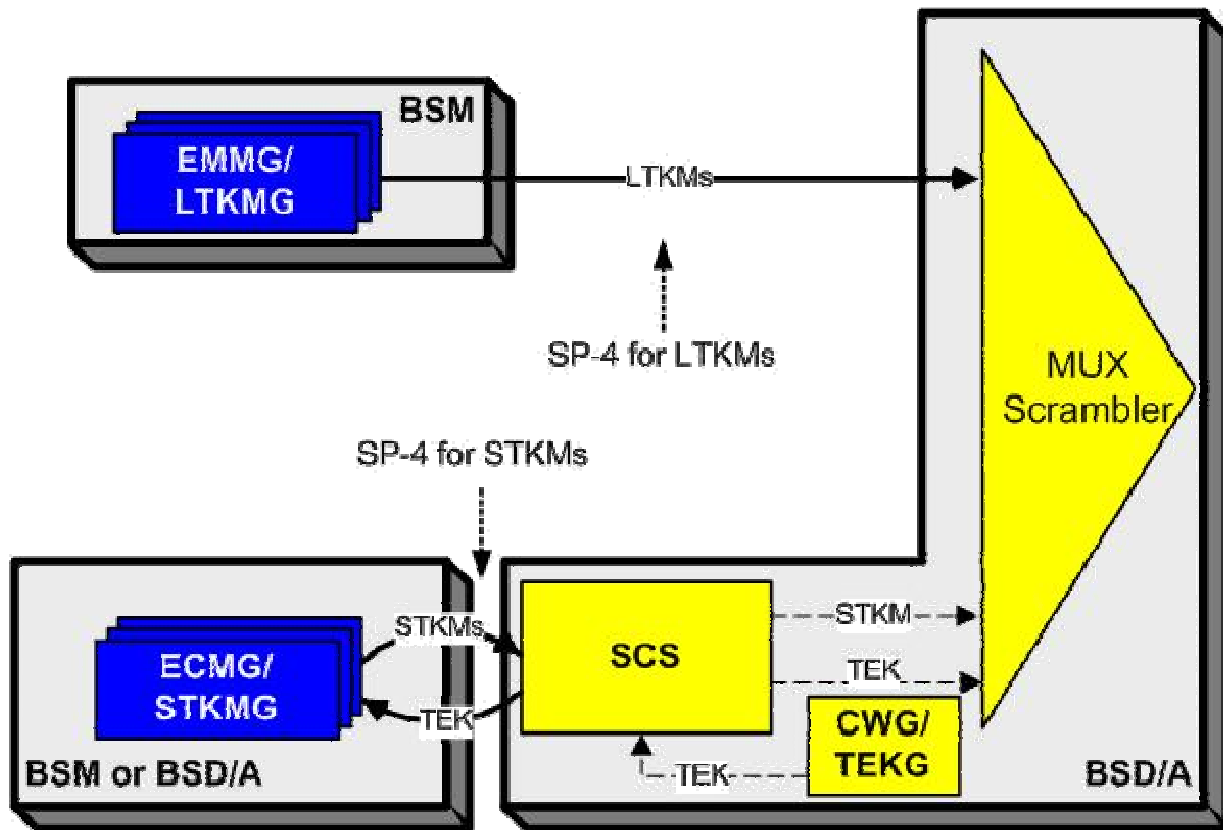 BSM
EMMG/
LTKMG
LTKMs
SP-4 for LTKMs
MUX
Scrambler
SP-4 for STKMs
STKMs
ECMG/
STKMG
TEK
BSM or BSD/A
SCS
STKM
TEK
CWG/
TEKG
TEK
BSD/A